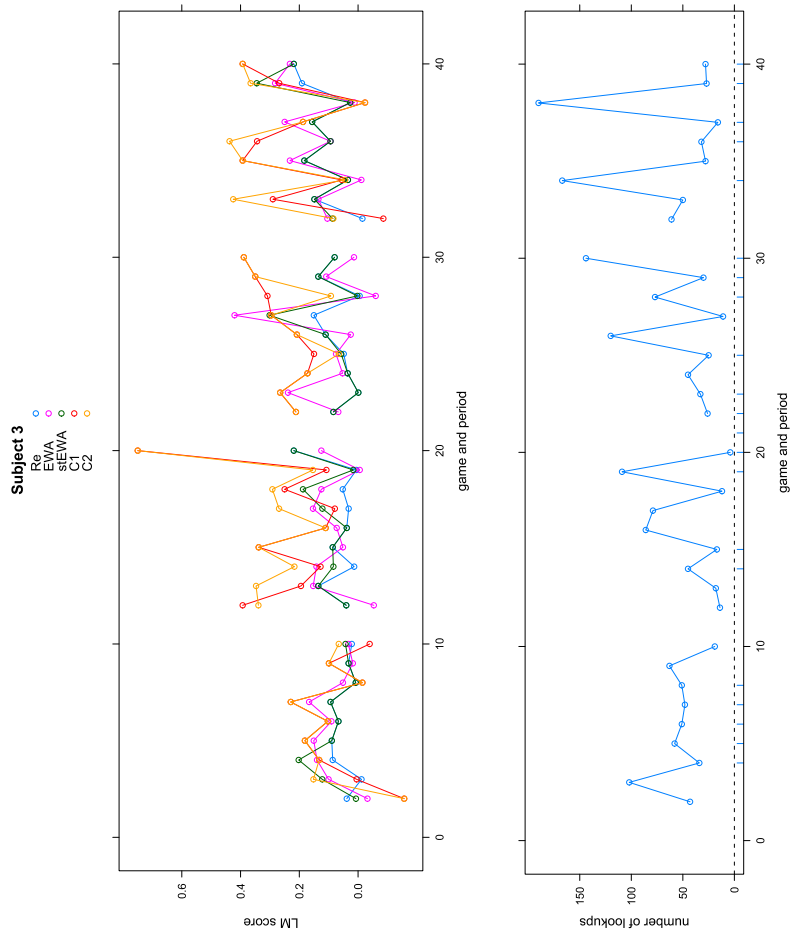 Subject 3
Re
EWA
stEWA
C1
C2
LM score
0.0
0.2
0.4
0.6
0
10
20
30
40
game and period
number of lookups
0
50
100
150
0
10
20
30
40
game and period